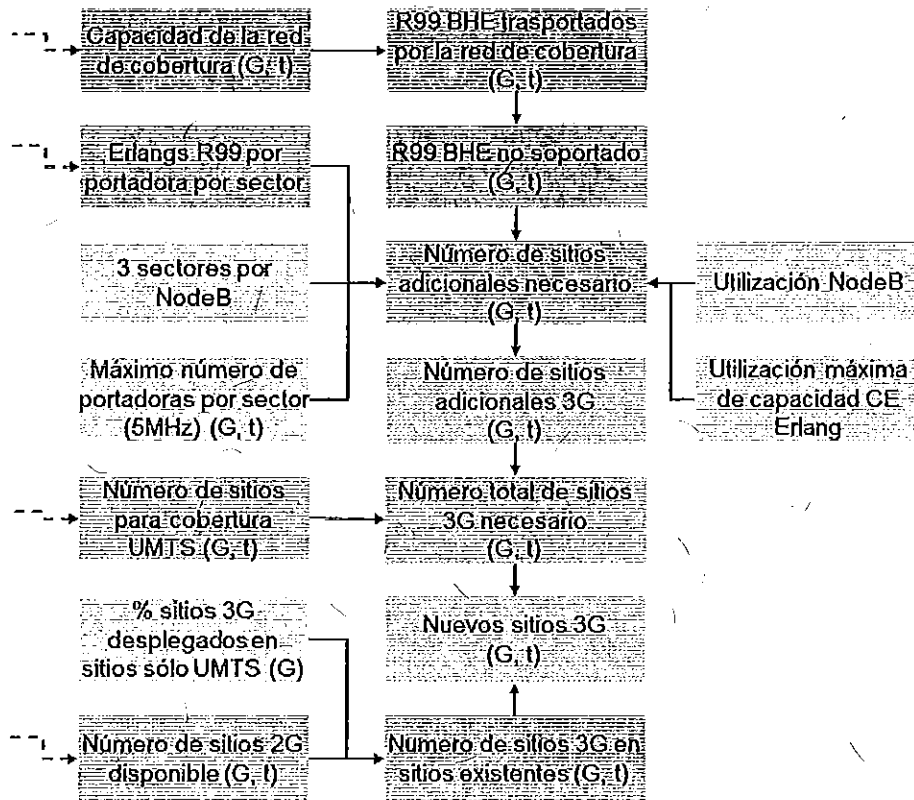 Capacidad de la red
de cobertura (G, t)
R99 BHE trasportados
por la red de cobertura
(G, t)
Erlangs R99 por
portadora por sector
R99 BHE no soportado
(G, t)
3 sectores por
NodeB
Número de sitios
adicionales necesario
(G, t)
Utilización NodeB
Máximo número de
portadoras por sector
(5MHz) (G, t)
Número de sitios
adicionales 3G
(G, t)
Utilización máxima
de capacidad CE
Erlang
Número de sitios
para cobertura
UMTS (G, t)
Número total de sitios
3G necesario
(G, t)
% sitios 3G
desplegados en
sitios sólo UMTS (G)
Nuevos sitios 3G
(G, t)
Número de sitios 2G
disponible (G, t)
Número de sitios 3G en
sitios existentes (G, t)